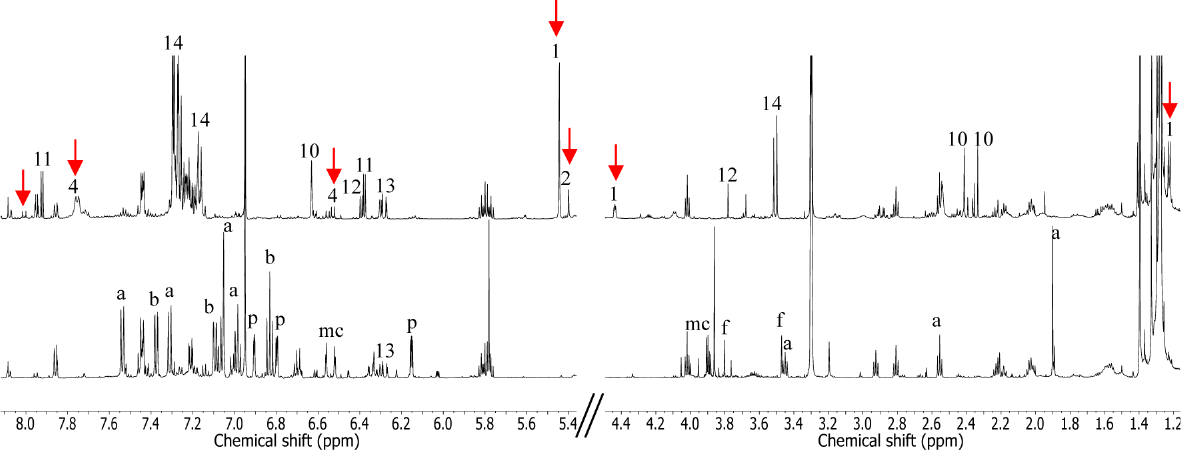 14 1
14
1
4 11 10 12 11 4 13 2 1 12 14 10 10
a b a b a a b p p mc 13 p mc f f a a a
8.0 7.8 7.6 7.4 7.2 7.0 6.8 6.6 6.4 6.2 6.0 5.8 5.6 5.4 4.4 4.2 4.0 3.8 3.6 3.4 3.2 3.0 2.8 2.6 2.4 2.2 2.0 1.8 1.6 1.4 1.2
Chemical shift (ppm) Chemical shift (ppm)